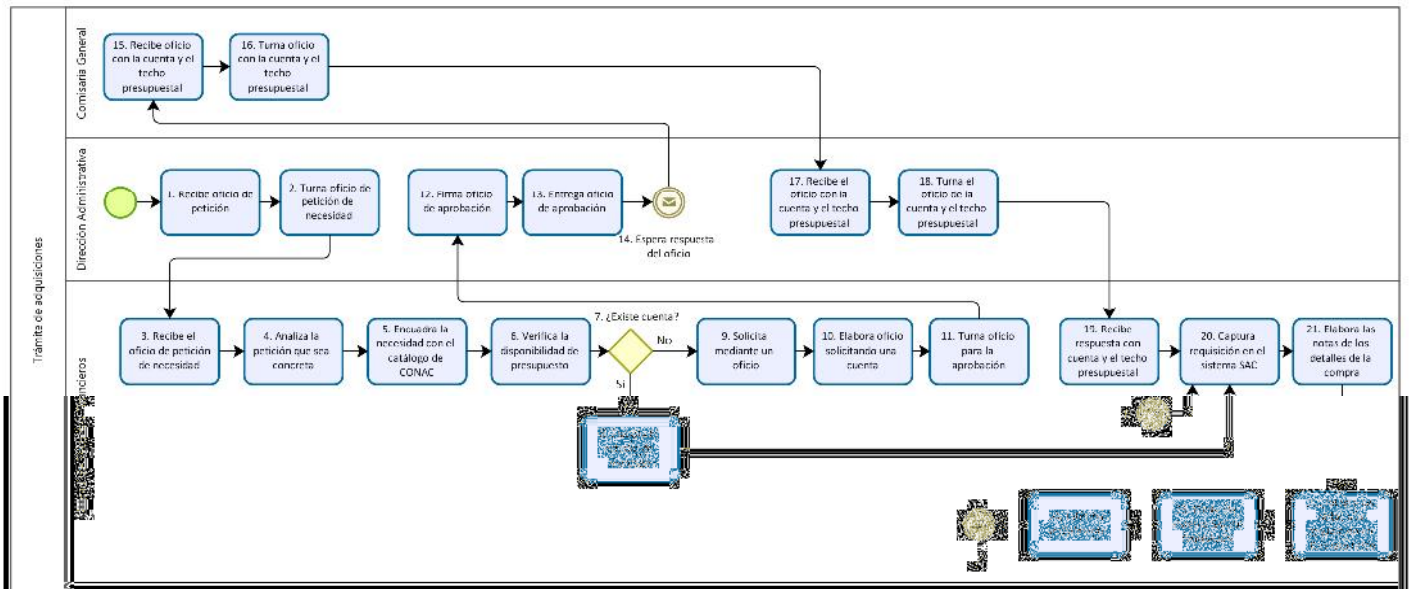 Trámite de adquisiciones
Comisaría General
15. Recibe oficio
con la cuenta y el
techo
presupuestal
16. Turna oficio
con la cuenta y el
techo
presupuestal
Dirección Administrativa
1. Recibe oficio de
petición
2. Turna oficio de
petición de
necesidad
12. Firma oficio
de aprobación
13. Entrega oficio
de aprobación
14. Espera respuesta
del oficio
17. Recibe el
oficio con la
cuenta y el techo
presupuestal
18. Turna el
oficio de la
cuenta y el techo
presupuestal
3. Recibe el
oficio de petición
de necesidad
4. Analiza la
petición que sea
concreta
5. Encuadra la
necesidad con el
catálogo de
CONAC
6. Verifica la
disponibilidad de
presupuesto
7. ¿Existe cuenta?
No
Si
9. Solicita
mediante un
oficio
10. Elabora oficio
solicitando una
cuenta
11. Turna oficio
para la
aprobación
19. Recibe
respuesta con
cuenta y el techo
presupuestal
20. Captura
requisición en el
sistema SAC
21. Elabora las
notas de los
detalles de la
compra